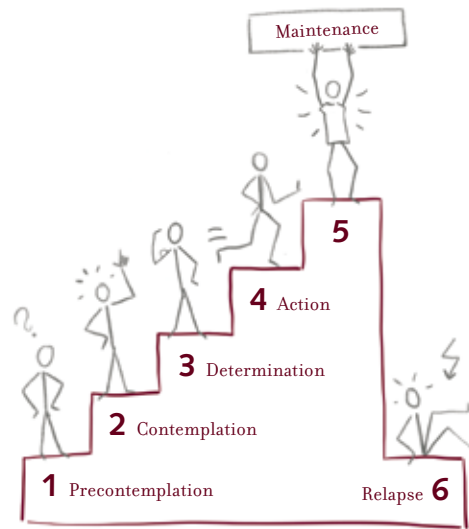 Maintenance
?
5
4 Action
3 Determination
2 Contemplation
1 Precontemplation
Relapse 6